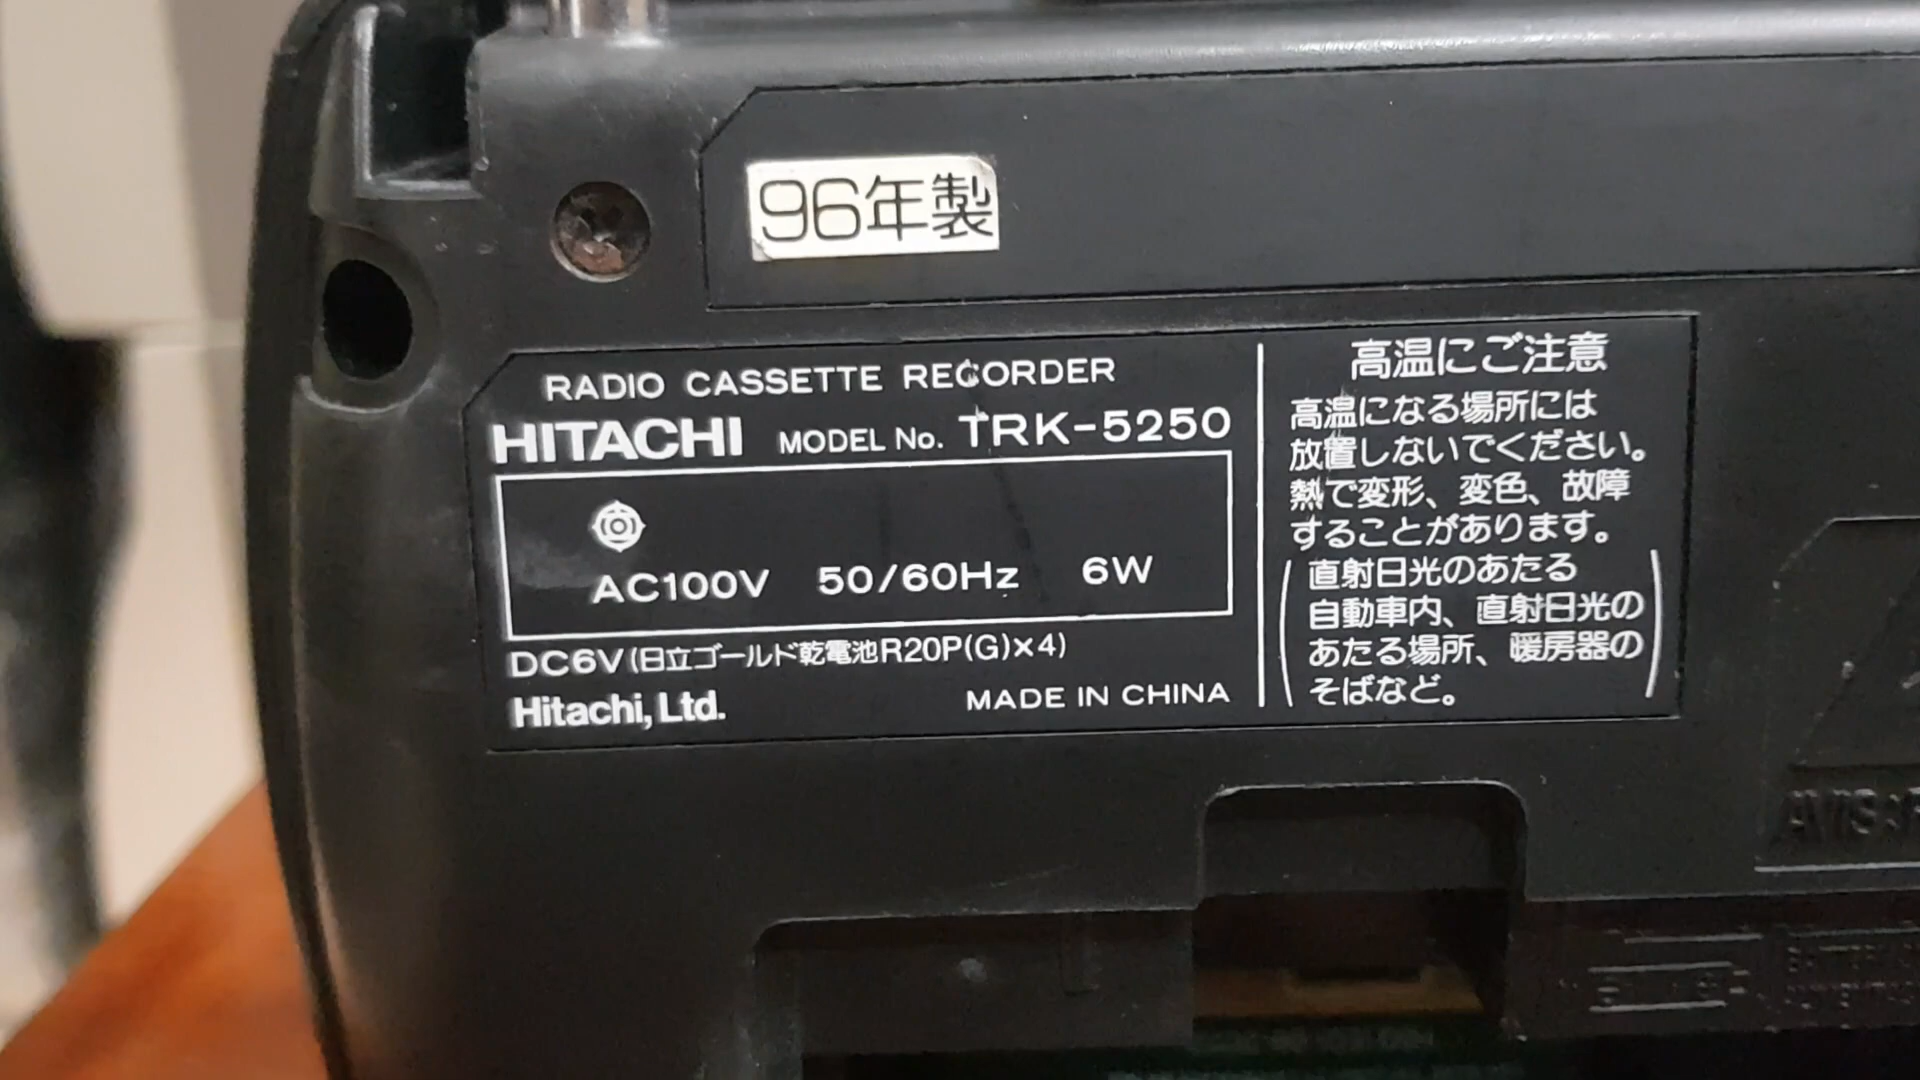 96年製
RADIO CASSETTE RECORDER
HITACHI MODEL No. TRK-5250
AC100V 50/60Hz 6W
DC6V(日立ゴールド乾電池R20P(G)×4)
Hitachi, Ltd. MADE IN CHINA
高温にご注意
高温になる場所には
放置しないでください。
熱で変形、変色、故障
することがあります。
(直射日光のあたる
自動車内、直射日光の
あたる場所、暖房器の
そばなど。)